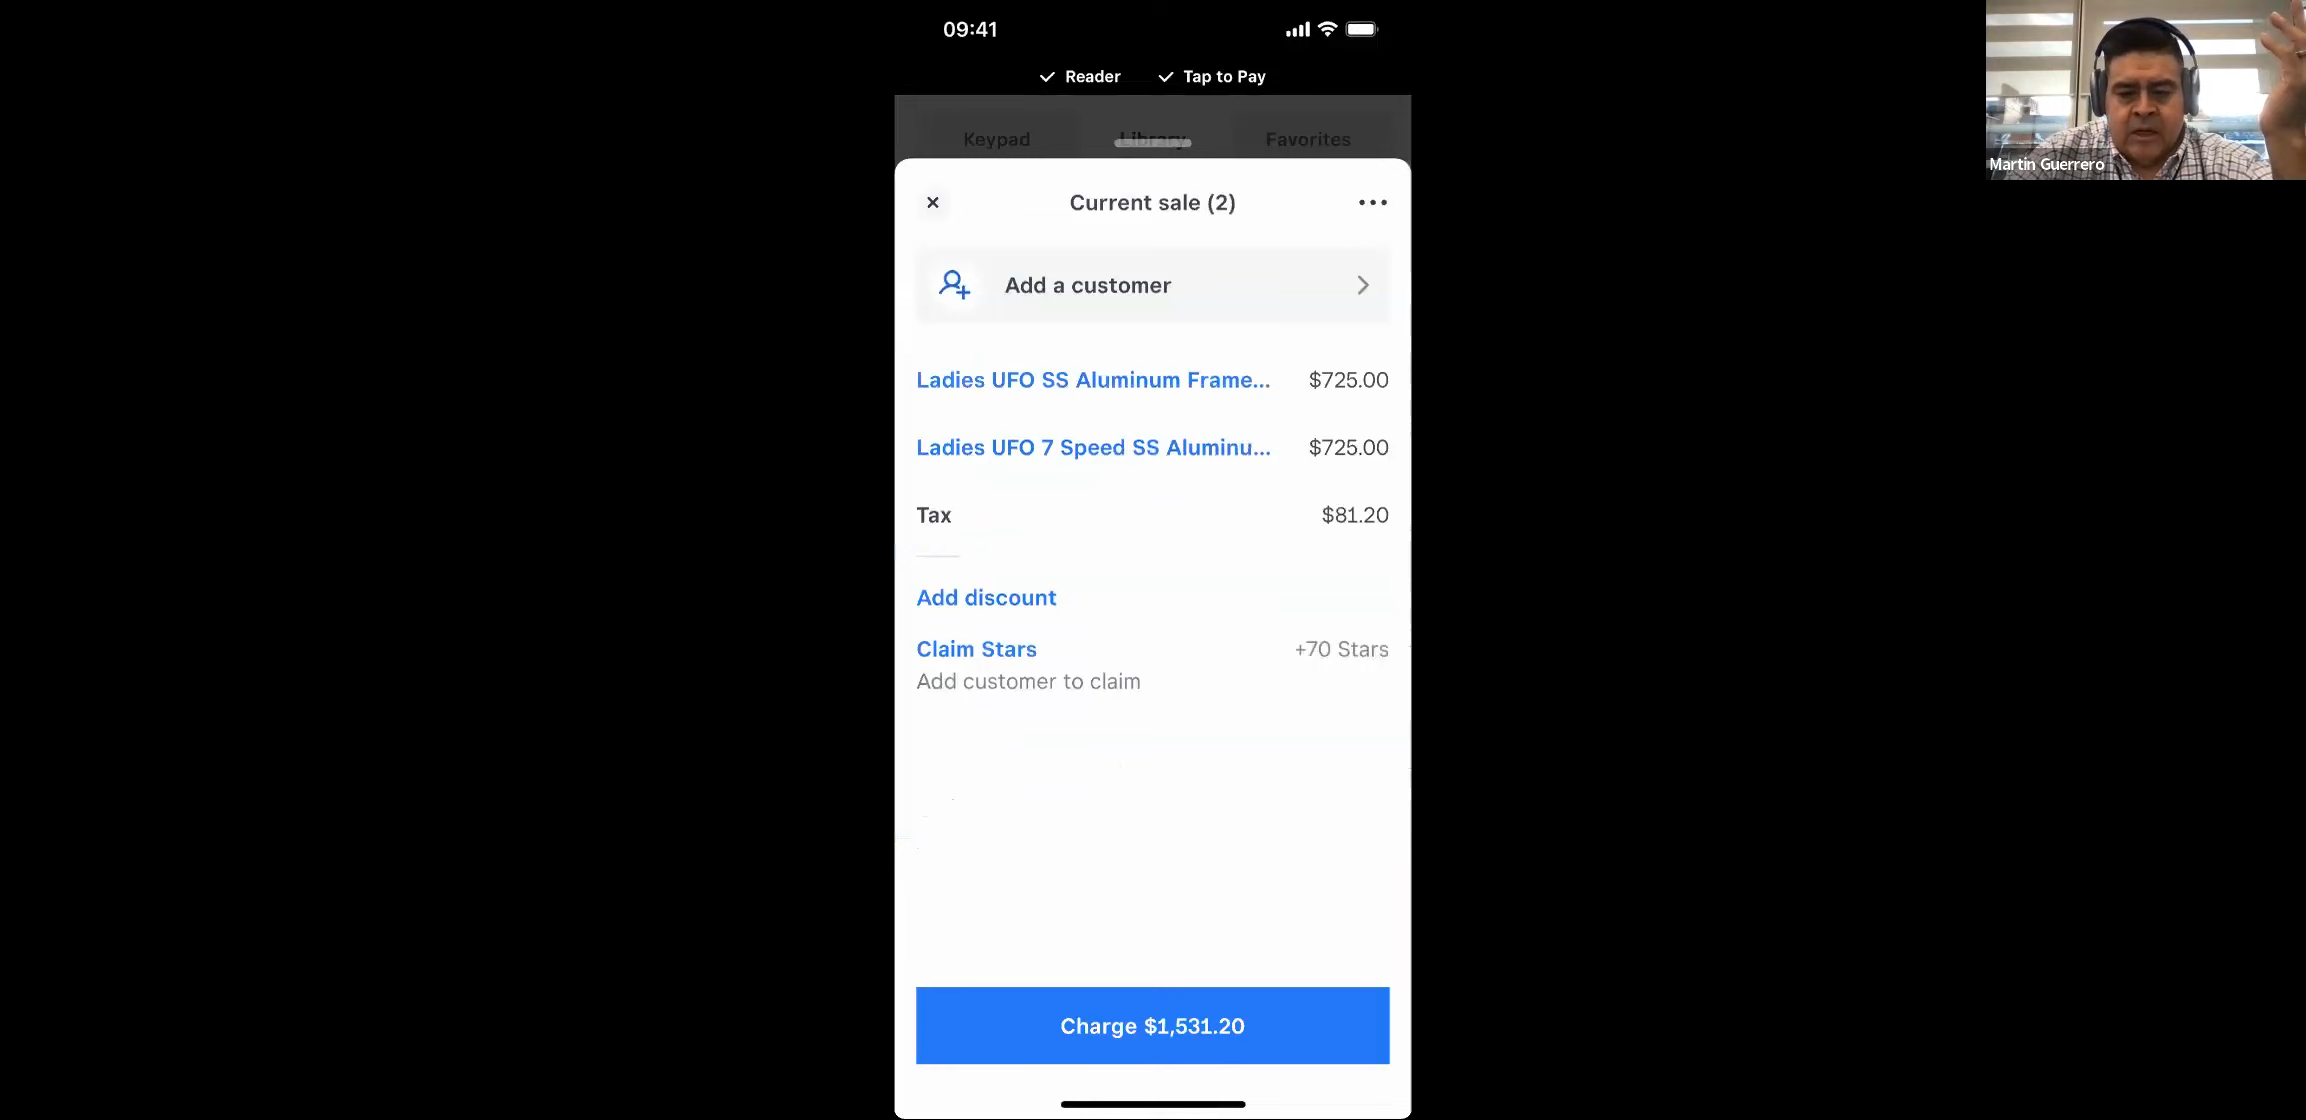 09:41
Reader
Tap to Pay
Keypad
Library
Favorites
Current sale (2)
Add a customer
Ladies UFO SS Aluminum Frame... $725.00
Ladies UFO 7 Speed SS Aluminu... $725.00
Tax $81.20
Add discount
Claim Stars +70 Stars
Add customer to claim
Charge $1,531.20
Martin Guerrero